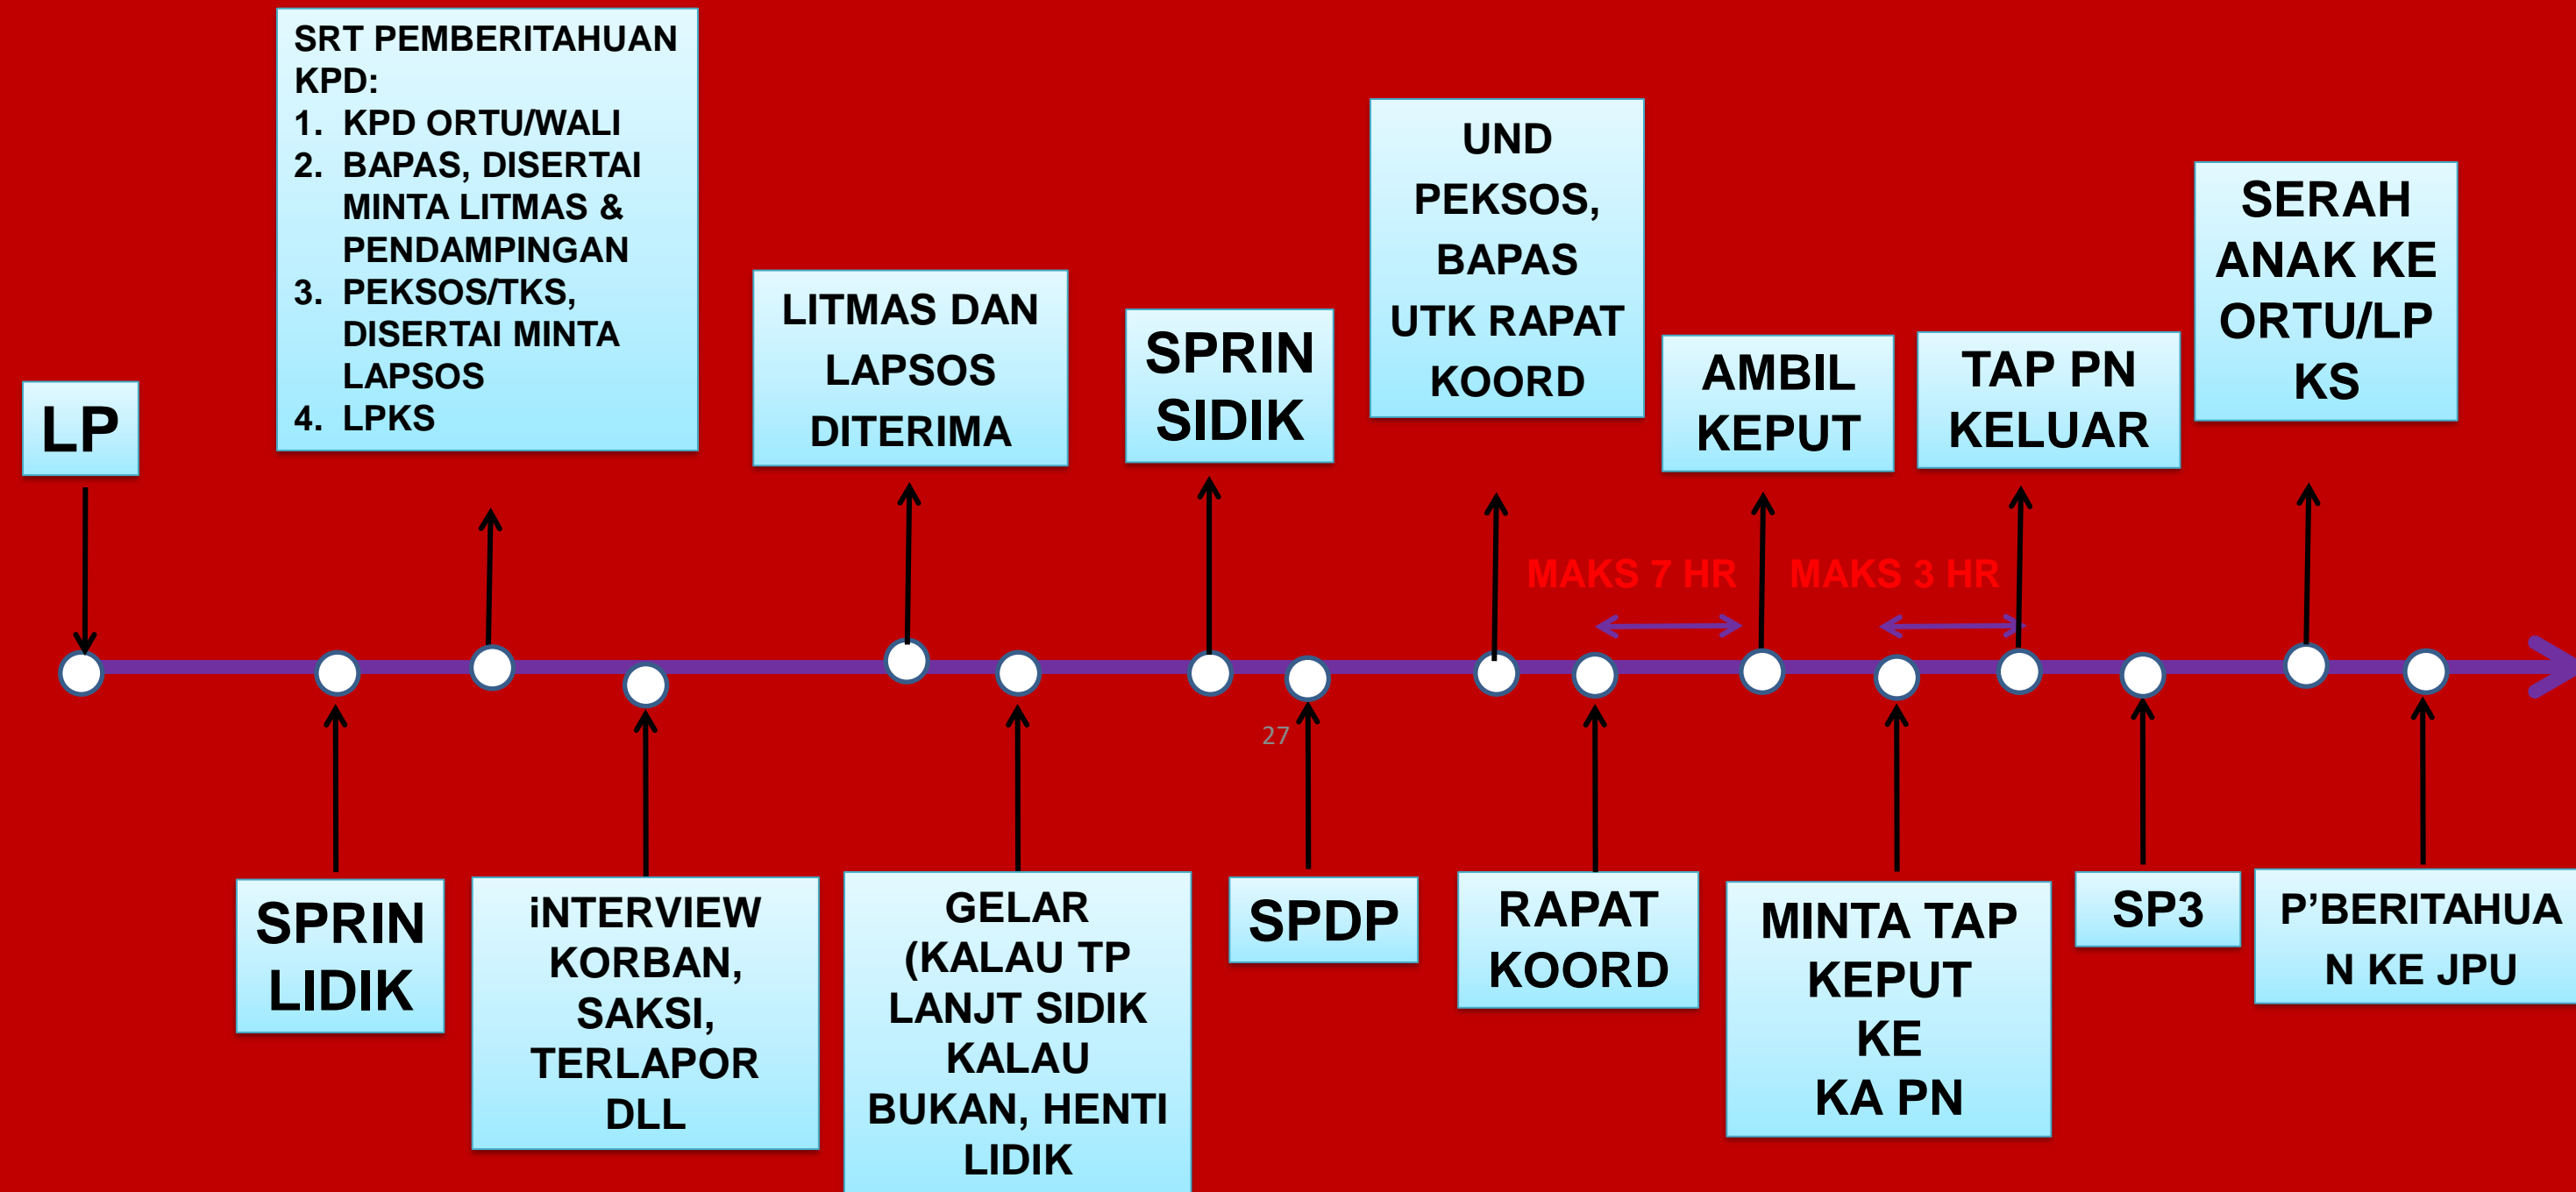 LP
SPRIN
LIDIK
SRT PEMBERITAHUAN
KPD:
1. KPD ORTU/WALI
2. BAPAS, DISERTAI
MINTA LITMAS &
PENDAMPINGAN
3. PEKSOS/TKS,
DISERTAI MINTA
LAPSOS
4. LPKS
iNTERVIEW
KORBAN,
SAKSI,
TERLAPOR
DLL
LITMAS DAN
LAPSOS
DITERIMA
GELAR
(KALAU TP
LANJT SIDIK
KALAU
BUKAN, HENTI
LIDIK
SPRIN
SIDIK
27
SPDP
UND
PEKSOS,
BAPAS
UTK RAPAT
KOORD
RAPAT
KOORD
MAKS 7 HR
AMBIL
KEPUT
MINTA TAP
KEPUT
KE
KA PN
MAKS 3 HR
TAP PN
KELUAR
SP3
SERAH
ANAK KE
ORTU/LP
KS
P’BERITAHUA
N KE JPU